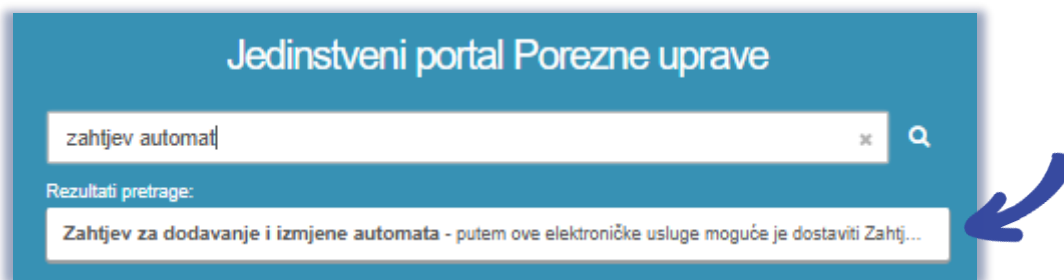 Jedinstveni portal Porezne uprave
zahtjev automat
Rezultati pretrage:
Zahtjev za dodavanje i izmjene automata - putem ove elektroničke usluge moguće je dostaviti Zahtj...